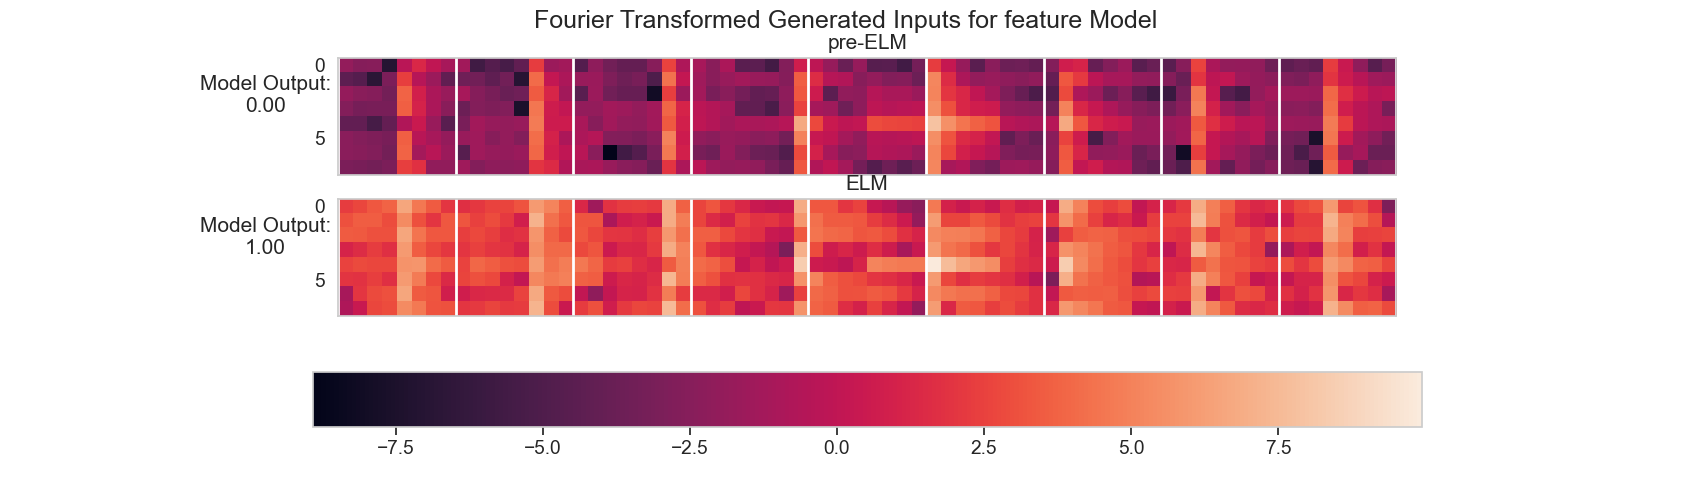 Fourier Transformed Generated Inputs for feature Model
pre-ELM
0
Model Output:
0.00
5
ELM
0
Model Output:
1.00
5
−7.5 −5.0 −2.5 0.0 2.5 5.0 7.5